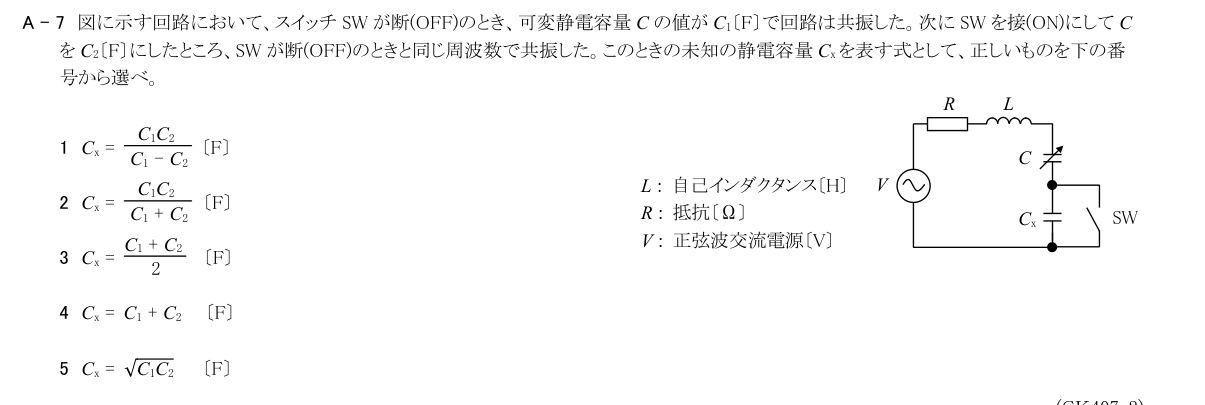 A－7 図に示す回路において、スイッチ SW が断(OFF)のとき、可変静電容量 C の値が C₁〔F〕で回路は共振した。次に SW を接(ON)にして C
を C₂〔F〕にしたところ、SW が断(OFF)のときと同じ周波数で共振した。このときの未知の静電容量 Cₓを表す式として、正しいものを下の番
号から選べ。
1 Cₓ = C₁C₂ / (C₁ − C₂) 〔F〕
2 Cₓ = C₁C₂ / (C₁ + C₂) 〔F〕
3 Cₓ = (C₁ + C₂) / 2 〔F〕
4 Cₓ = C₁ + C₂ 〔F〕
5 Cₓ = √C₁C₂ 〔F〕
L : 自己インダクタンス〔H〕
R : 抵抗〔Ω〕
V : 正弦波交流電源〔V〕
R L
C
V
Cₓ SW